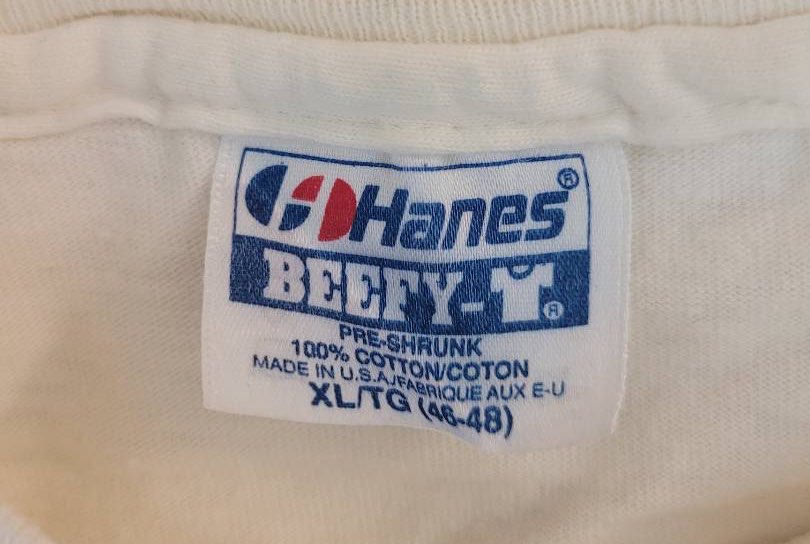 Hanes®
BEEFY-T®
PRE-SHRUNK
100% COTTON/COTON
MADE IN U.S.A./FABRIQUE AUX E-U
XL/TG (46-48)